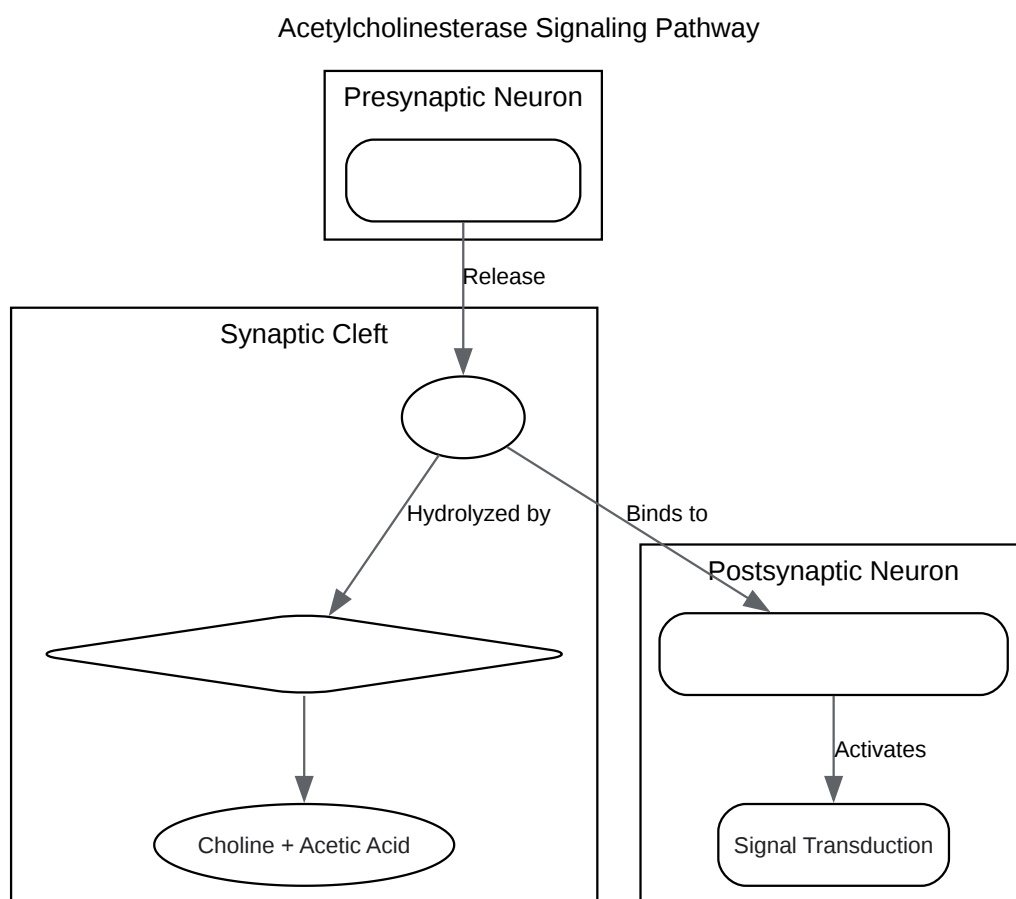 Acetylcholinesterase Signaling Pathway
Presynaptic Neuron
Release
Synaptic Cleft
Hydrolyzed by
Binds to
Postsynaptic Neuron
Activates
Choline + Acetic Acid
Signal Transduction